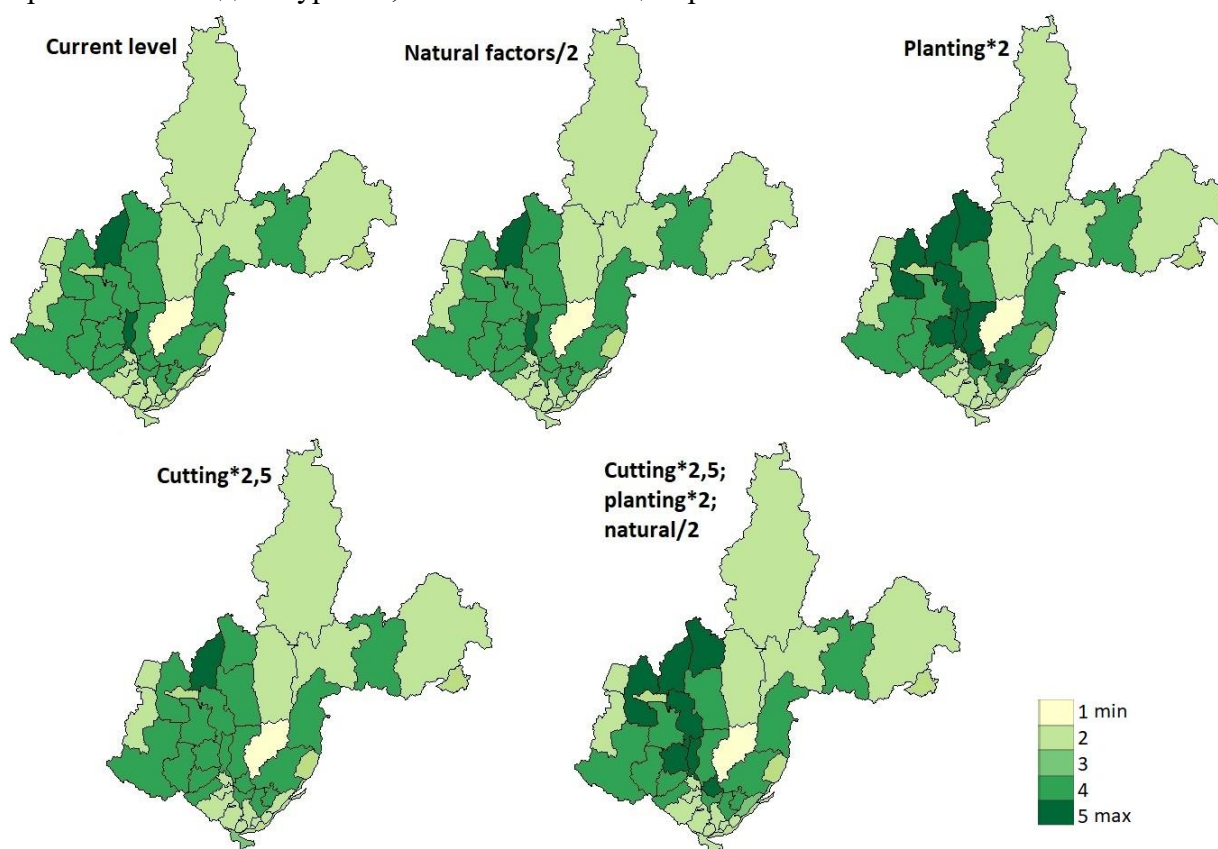 Current level
Natural factors/2
Planting*2
Cutting*2,5
Cutting*2,5;
planting*2;
natural/2
1 min
2
3
4
5 max